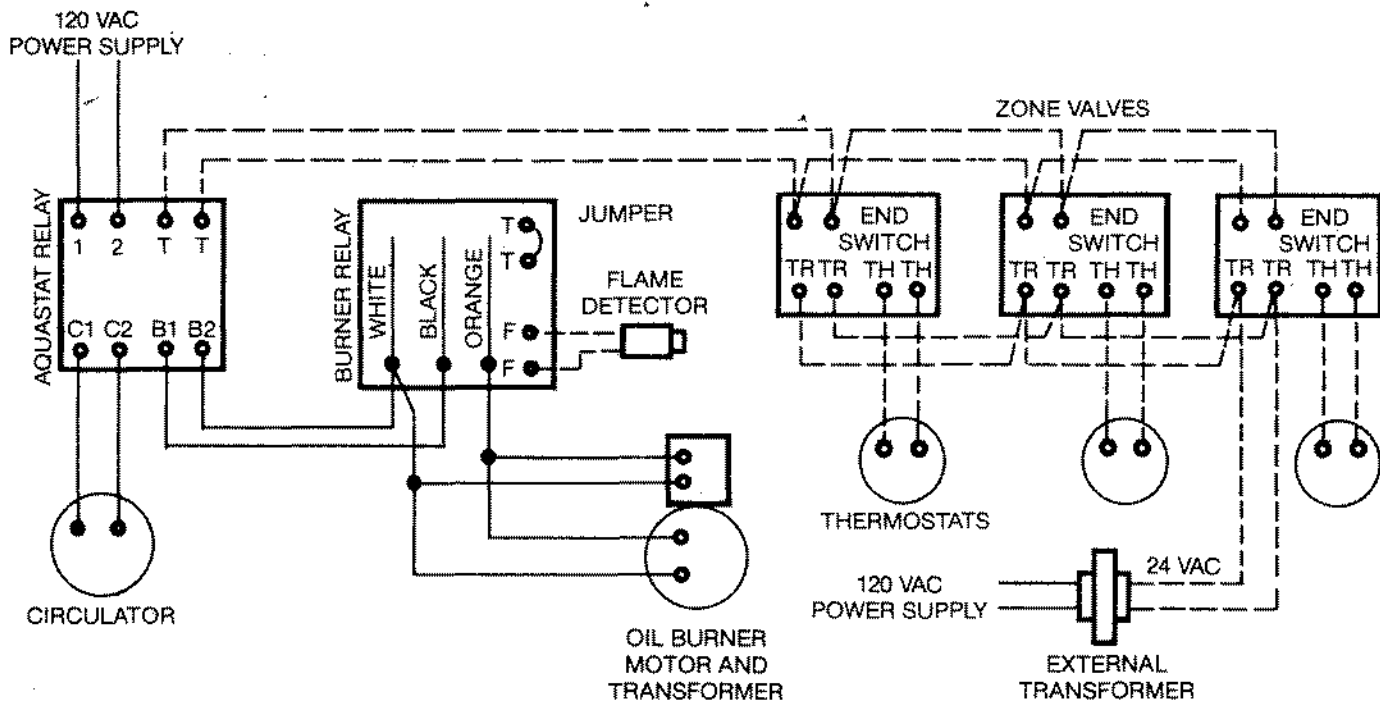 120 VAC
POWER SUPPLY
ZONE VALVES
AQUASTAT RELAY
1 2 T T
C1 C2 B1 B2
BURNER RELAY
WHITE
BLACK
ORANGE
T
T
F
F
JUMPER
FLAME
DETECTOR
END
SWITCH
TR TR TH TH
END
SWITCH
TR TR TH TH
END
SWITCH
TR TR TH TH
THERMOSTATS
CIRCULATOR
OIL BURNER
MOTOR AND
TRANSFORMER
120 VAC
POWER SUPPLY
24 VAC
EXTERNAL
TRANSFORMER